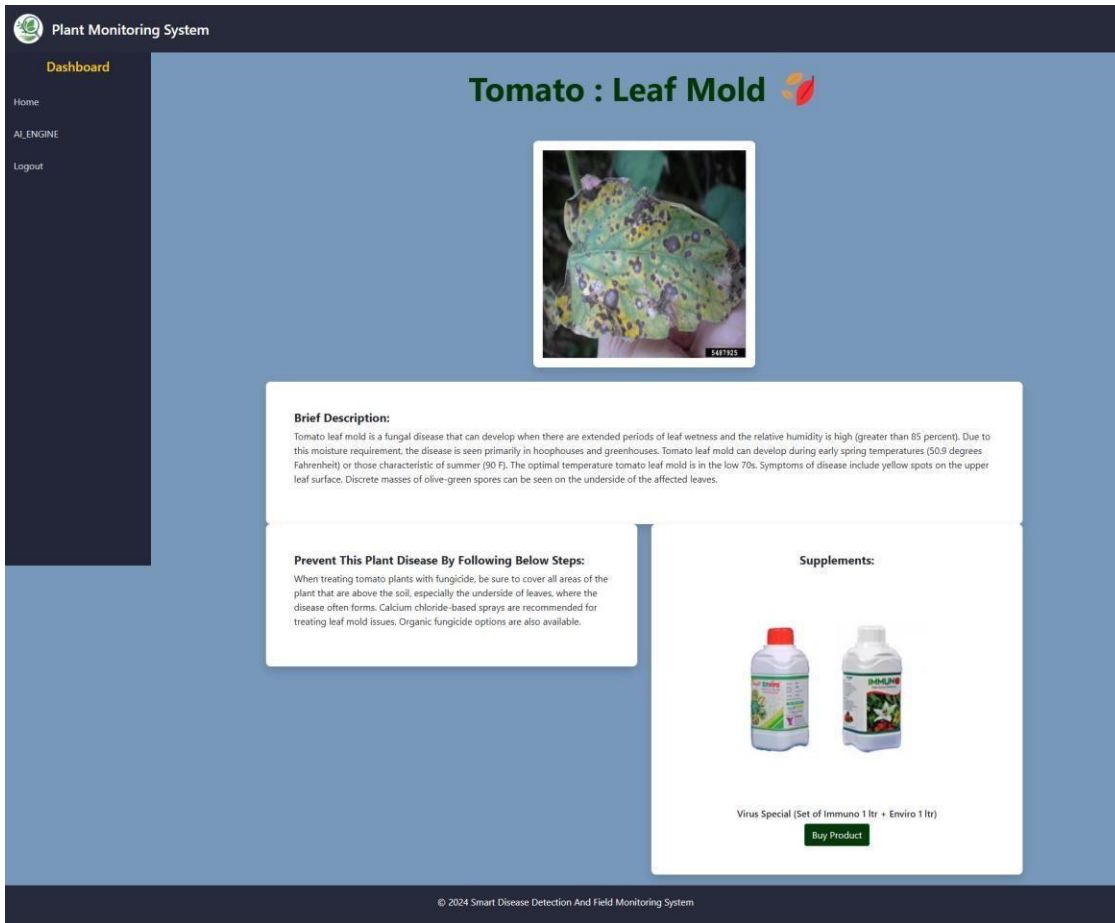 Plant Monitoring System
Dashboard
Home
AI_ENGINE
Logout
Tomato : Leaf Mold
5487925
Brief Description:
Tomato leaf mold is a fungal disease that can develop when there are extended periods of leaf wetness and the relative humidity is high (greater than 85 percent). Due to
this moisture requirement, the disease is seen primarily in hoophouses and greenhouses. Tomato leaf mold can develop during early spring temperatures (50.9 degrees
Fahrenheit) or those characteristic of summer (90 F). The optimal temperature tomato leaf mold is in the low 70s. Symptoms of disease include yellow spots on the upper
leaf surface. Discrete masses of olive-green spores can be seen on the underside of the affected leaves.
Prevent This Plant Disease By Following Below Steps:
When treating tomato plants with fungicide, be sure to cover all areas of the
plant that are above the soil, especially the underside of leaves, where the
disease often forms. Calcium chloride-based sprays are recommended for
treating leaf mold issues. Organic fungicide options are also available.
Supplements:
Enviro
IMMUNO
Virus Special (Set of Immuno 1 ltr + Enviro 1 ltr)
Buy Product
© 2024 Smart Disease Detection And Field Monitoring System